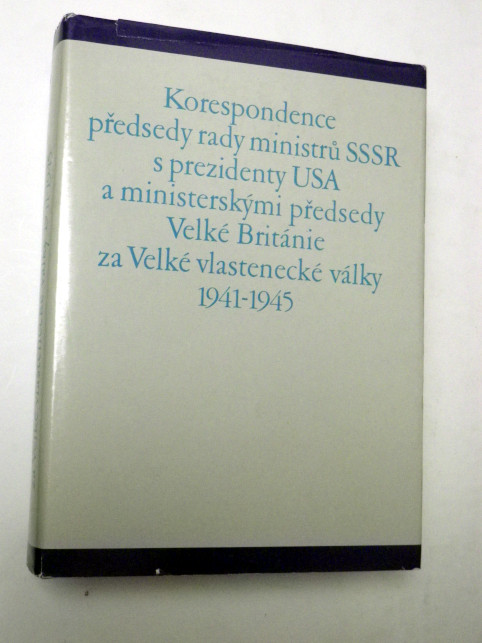 Korespondence
předsedy rady ministrů SSSR
s prezidenty USA
a ministerskými předsedy
Velké Británie
za Velké vlastenecké války
1941-1945